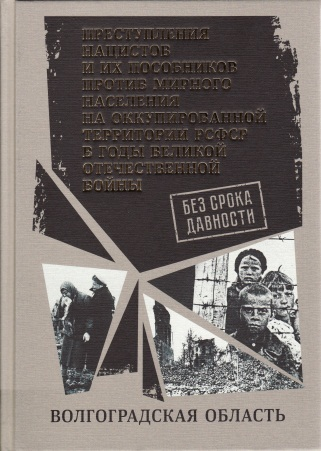 ПРЕСТУПЛЕНИЯ
НАЦИСТОВ
И ИХ ПОСОБНИКОВ
ПРОТИВ МИРНОГО
НАСЕЛЕНИЯ
НА ОККУПИРОВАННОЙ
ТЕРРИТОРИИ РСФСР
В ГОДЫ ВЕЛИКОЙ
ОТЕЧЕСТВЕННОЙ
ВОЙНЫ
БЕЗ СРОКА
ДАВНОСТИ
ВОЛГОГРАДСКАЯ ОБЛАСТЬ